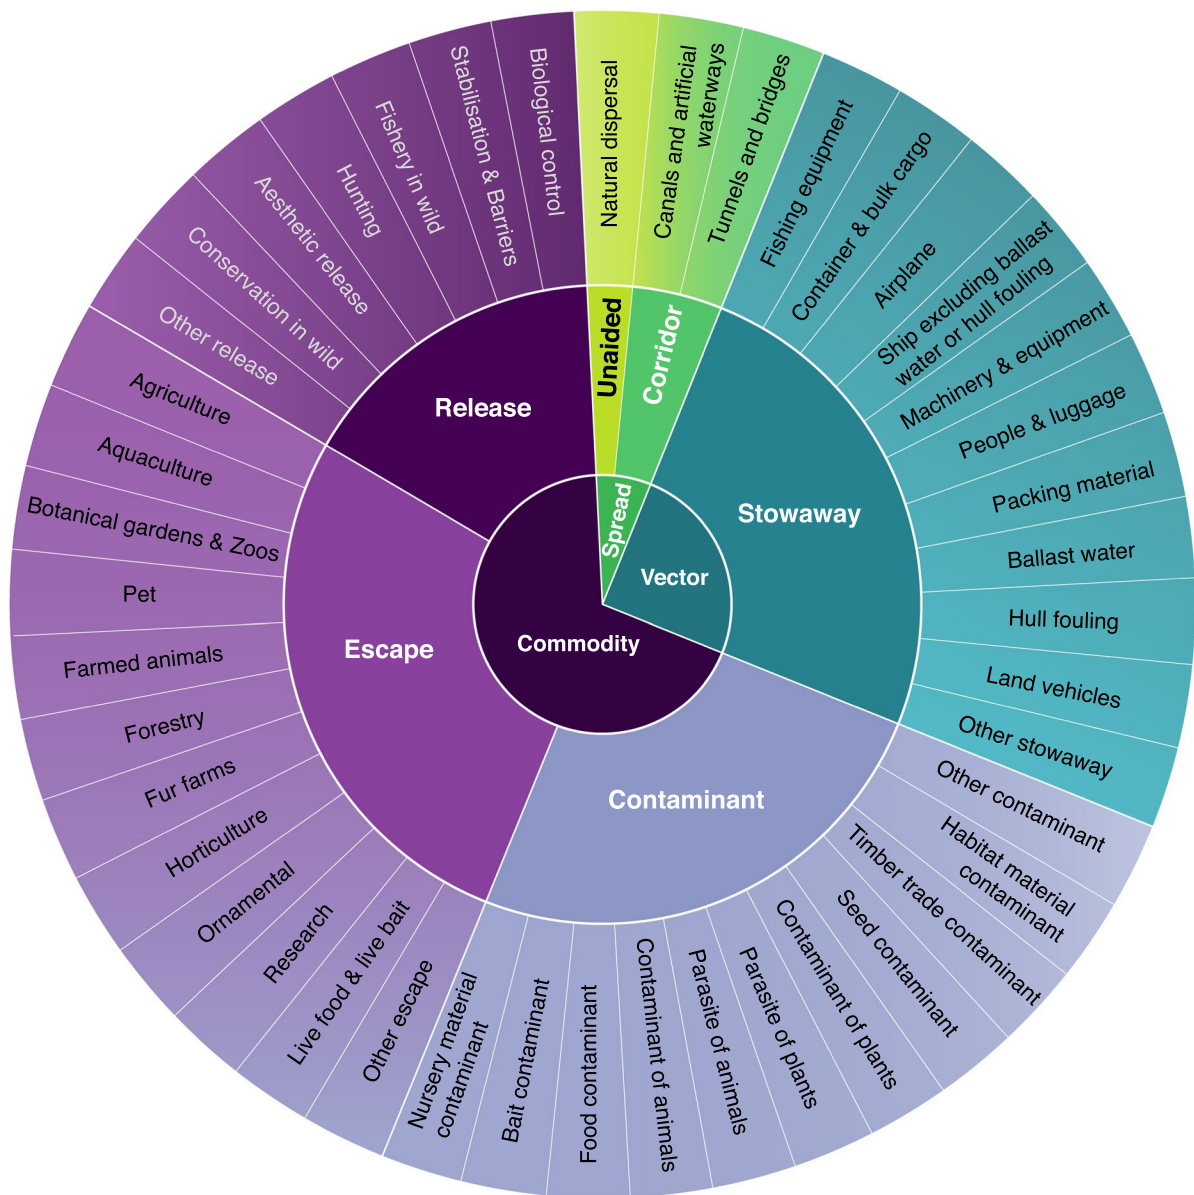 Spread
Vector
Commodity
Unaided
Corridor
Stowaway
Contaminant
Escape
Release
Natural dispersal
Canals and artificial
waterways
Tunnels and bridges
Fishing equipment
Container & bulk cargo
Airplane
Ship excluding ballast
water or hull fouling
Machinery & equipment
People & luggage
Packing material
Ballast water
Hull fouling
Land vehicles
Other stowaway
Other contaminant
Habitat material
contaminant
Timber trade contaminant
Seed contaminant
Contaminant of plants
Parasite of plants
Parasite of animals
Contaminant of animals
Food contaminant
Bait contaminant
Nursery material
contaminant
Other escape
Live food & live bait
Research
Ornamental
Horticulture
Fur farms
Forestry
Farmed animals
Pet
Botanical gardens & Zoos
Aquaculture
Agriculture
Other release
Conservation in wild
Aesthetic release
Hunting
Fishery in wild
Stabilisation & Barriers
Biological control